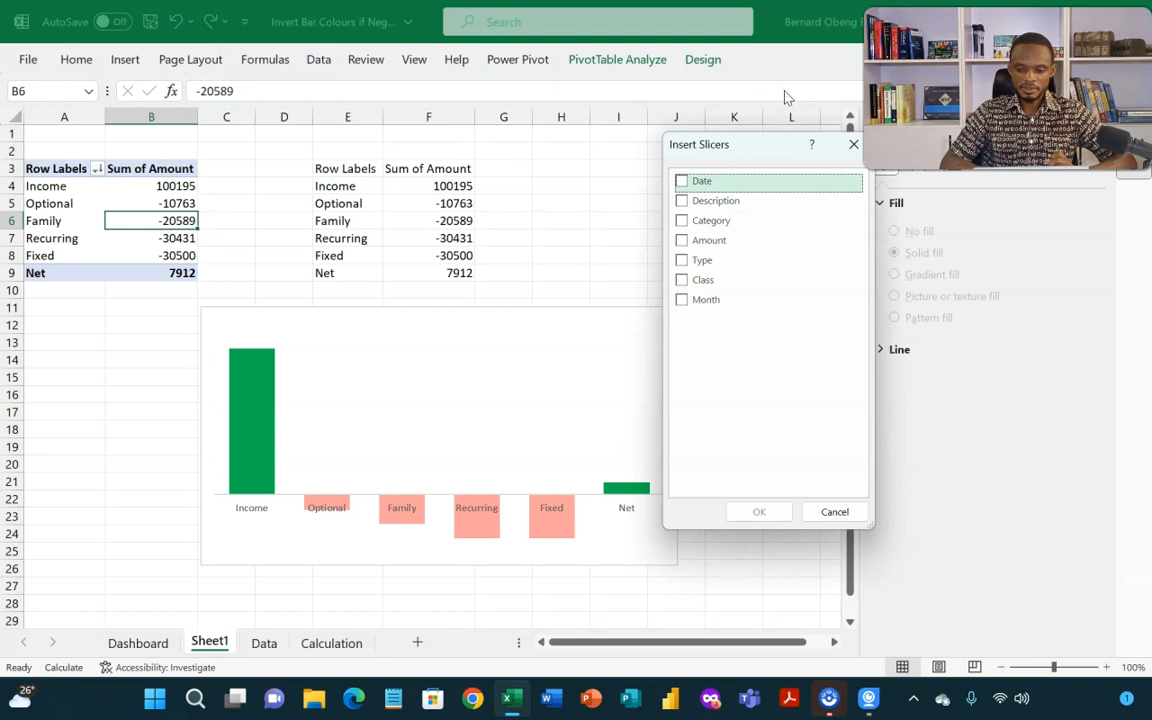 AutoSave Off Invert Bar Colours if Neg... Search Bernard Obeng
File Home Insert Page Layout Formulas Data Review View Help Power Pivot PivotTable Analyze Design
B6 fx -20589
A B C D E F G H I J K L
1
2
3 Row Labels Sum of Amount Row Labels Sum of Amount
4 Income 100195 Income 100195
5 Optional -10763 Optional -10763
6 Family -20589 Family -20589
7 Recurring -30431 Recurring -30431
8 Fixed -30500 Fixed -30500
9 Net 7912 Net 7912
10
11
12
13
14
15
16
17
18
19
20
21
22
23
24
25
26
27
28
29
Income Optional Family Recurring Fixed Net
Insert Slicers ?
Date
Description
Category
Amount
Type
Class
Month
OK Cancel
Fill
No fill
Solid fill
Gradient fill
Picture or texture fill
Pattern fill
Line
Dashboard Sheet1 Data Calculation
Ready Calculate Accessibility: Investigate 100%
26°
1